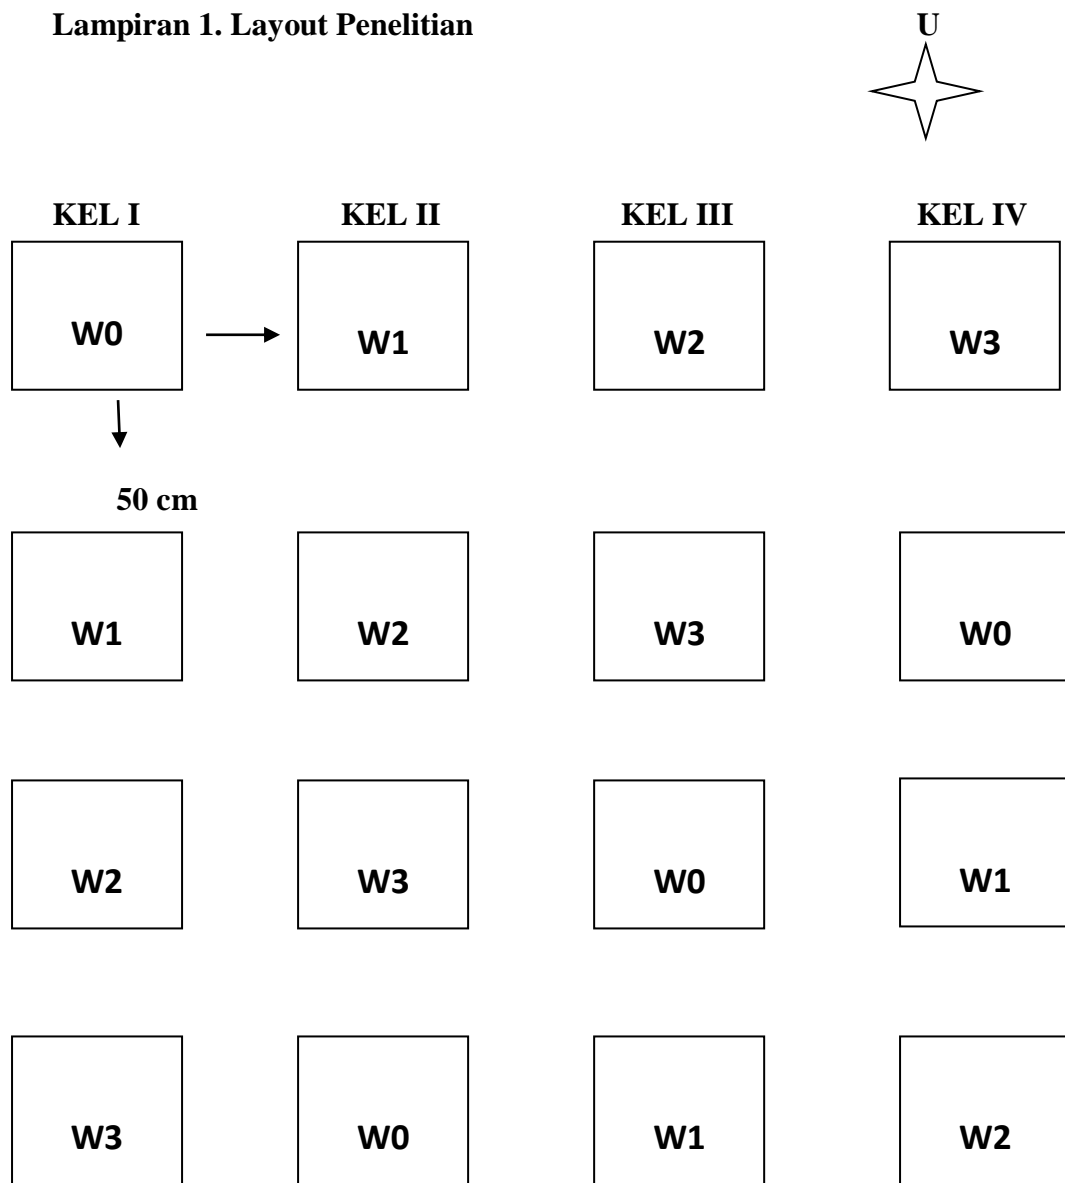 Lampiran 1. Layout Penelitian U
KEL I KEL II KEL III KEL IV
W0 W1 W2 W3
50 cm
W1 W2 W3 W0
W2 W3 W0 W1
W3 W0 W1 W2